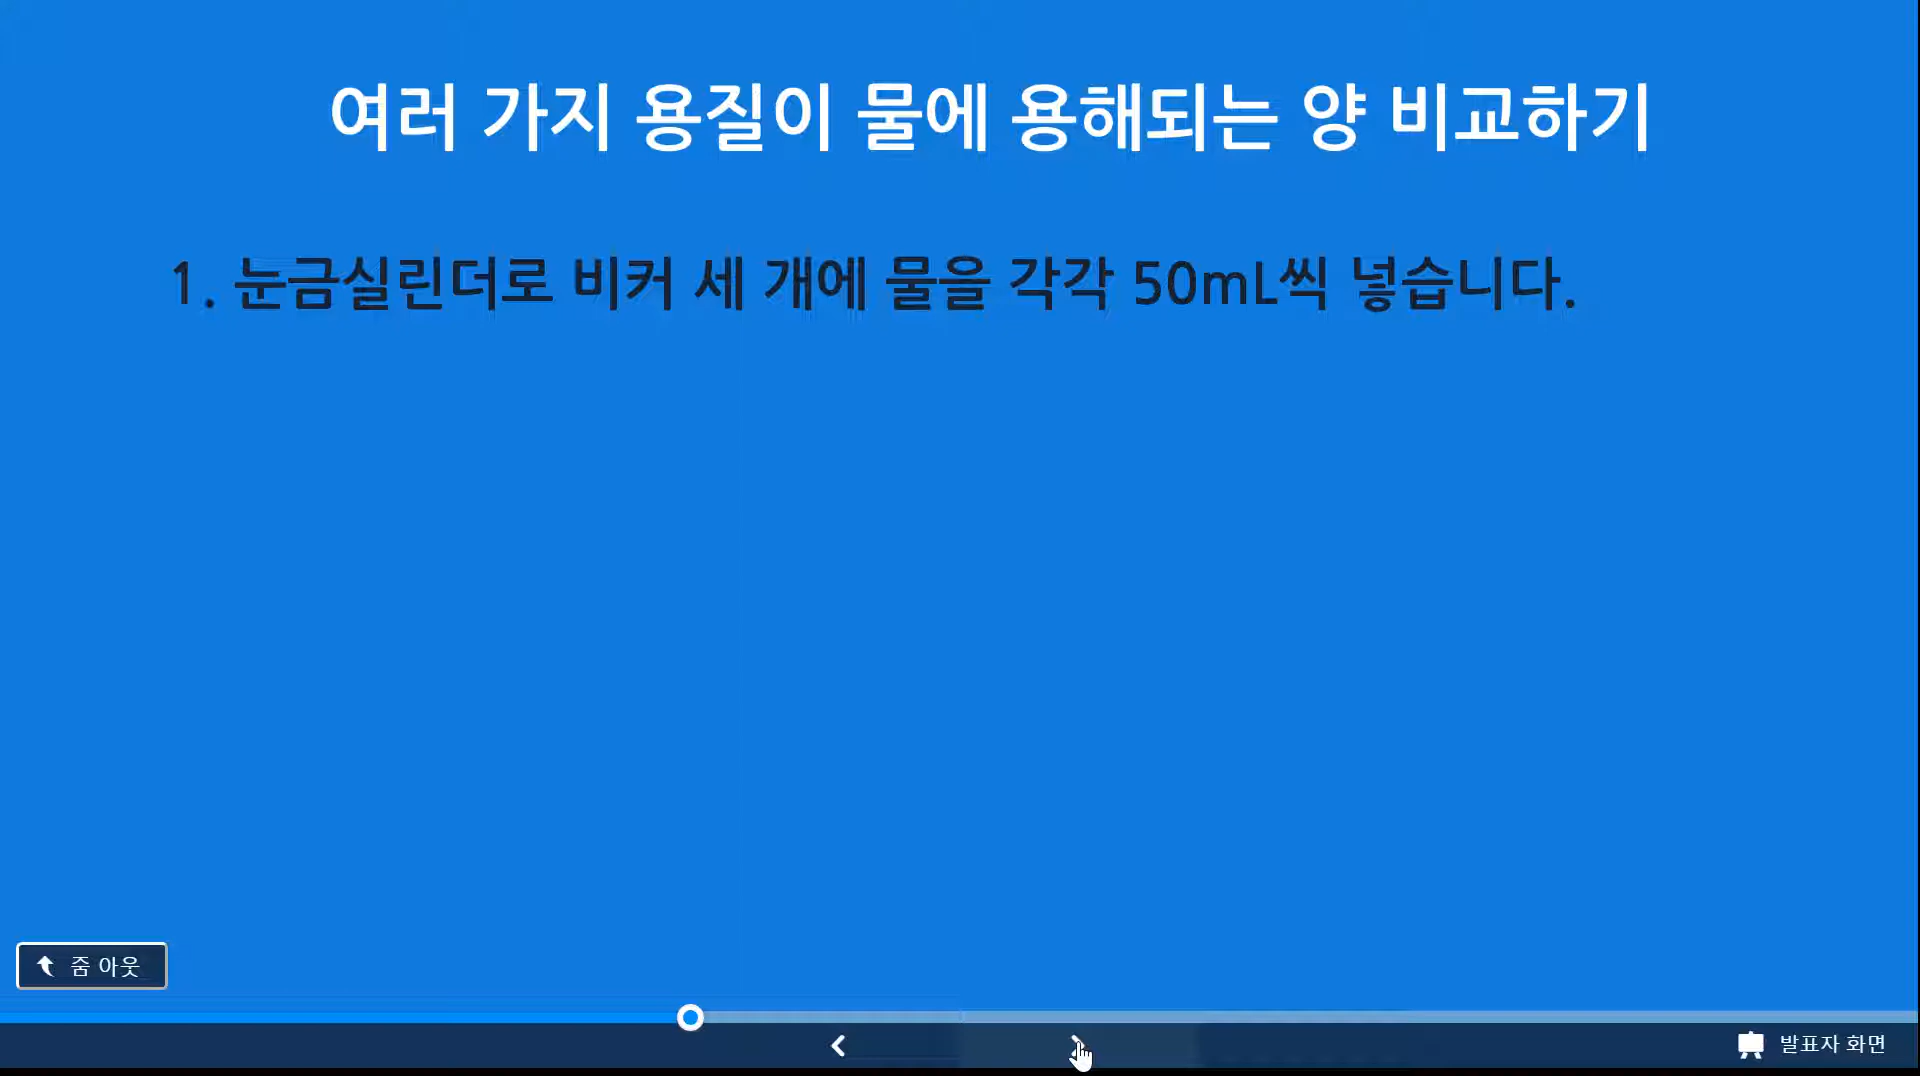 여러 가지 용질이 물에 용해되는 양 비교하기
1. 눈금실린더로 비커 세 개에 물을 각각 50mL씩 넣습니다.
줌 아웃
발표자 화면